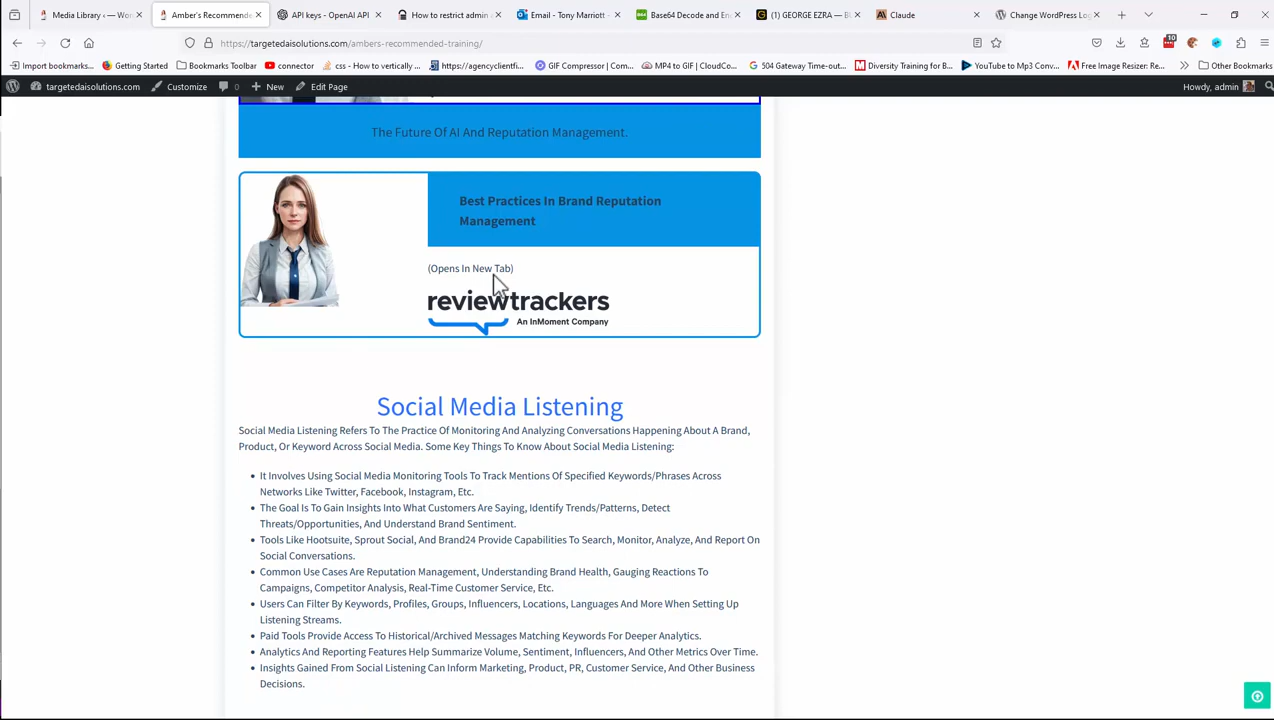 Media Library ‹ — Wor
Amber's Recommende
API keys - OpenAI API
How to restrict admin ac
Email - Tony Marriott -
Base64 Decode and En
(1) GEORGE EZRA — BL
Claude
Change WordPress Log
https://targetedaisolutions.com/ambers-recommended-training/
10
Import bookmarks...
Getting Started
Bookmarks Toolbar
connector
css - How to vertically ...
https://agencyclientfi...
GIF Compressor | Com...
MP4 to GIF | CloudCo...
504 Gateway Time-out...
Diversity Training for B...
YouTube to Mp3 Conv...
Free Image Resizer: Re...
Other Bookmarks
targetedaisolutions.com
Customize
0
New
Edit Page
Howdy, admin
The Future Of AI And Reputation Management.
Best Practices In Brand Reputation
Management
(Opens In New Tab)
reviewtrackers
An InMoment Company
Social Media Listening
Social Media Listening Refers To The Practice Of Monitoring And Analyzing Conversations Happening About A Brand,
Product, Or Keyword Across Social Media. Some Key Things To Know About Social Media Listening:
It Involves Using Social Media Monitoring Tools To Track Mentions Of Specified Keywords/Phrases Across
Networks Like Twitter, Facebook, Instagram, Etc.
The Goal Is To Gain Insights Into What Customers Are Saying, Identify Trends/Patterns, Detect
Threats/Opportunities, And Understand Brand Sentiment.
Tools Like Hootsuite, Sprout Social, And Brand24 Provide Capabilities To Search, Monitor, Analyze, And Report On
Social Conversations.
Common Use Cases Are Reputation Management, Understanding Brand Health, Gauging Reactions To
Campaigns, Competitor Analysis, Real-Time Customer Service, Etc.
Users Can Filter By Keywords, Profiles, Groups, Influencers, Locations, Languages And More When Setting Up
Listening Streams.
Paid Tools Provide Access To Historical/Archived Messages Matching Keywords For Deeper Analytics.
Analytics And Reporting Features Help Summarize Volume, Sentiment, Influencers, And Other Metrics Over Time.
Insights Gained From Social Listening Can Inform Marketing, Product, PR, Customer Service, And Other Business
Decisions.